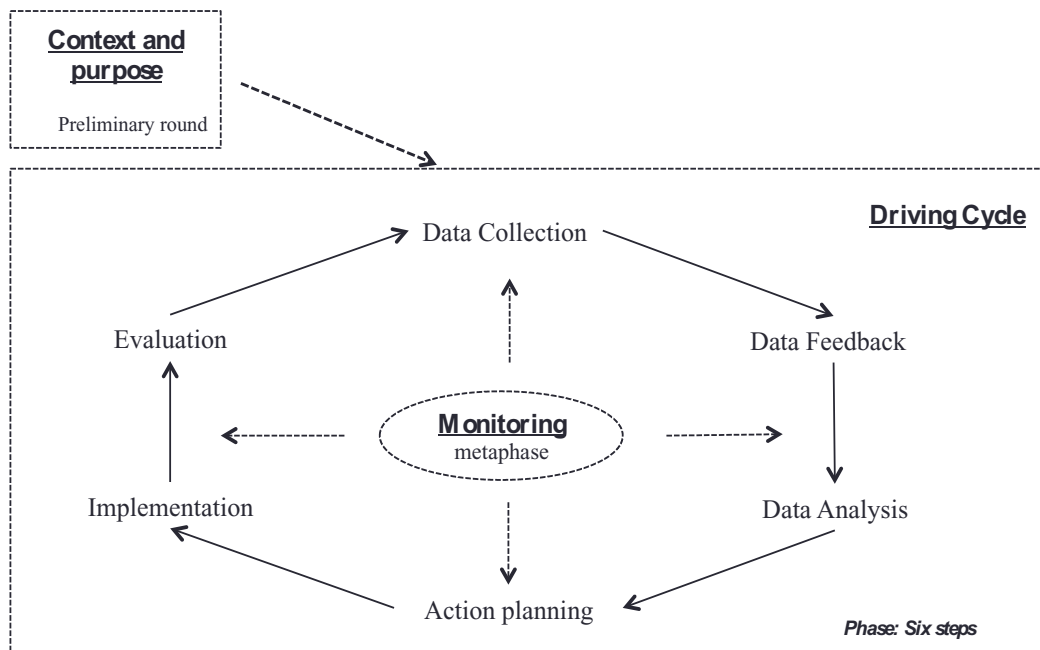 Context and
purpose
Preliminary round
Driving Cycle
Data Collection
Evaluation
Data Feedback
Monitoring
metaphase
Implementation
Data Analysis
Action planning
Phase: Six steps